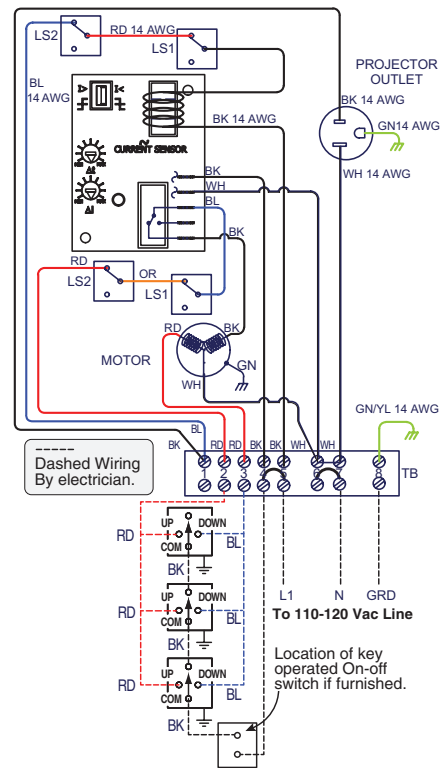 LS2
RD 14 AWG
LS1
BL
14 AWG
PROJECTOR
OUTLET
BK 14 AWG
GN14 AWG
BK 14 AWG
WH 14 AWG
CURRENT SENSOR
BK
WH
BL
RD
LS2
OR
LS1
MOTOR
RD
BK
GN
WH
GN/YL 14 AWG
BL
BK
RD
RD
BK
BK
WH
WH
1 2 3 4 5 6 7 8
TB
-----
Dashed Wiring
By electrician.
UP
DOWN
RD
COM
BL
BK
UP
DOWN
RD
COM
BL
BK
UP
DOWN
RD
COM
BL
BK
L1
N
GRD
To 110-120 Vac Line
Location of key
operated On-off
switch if furnished.